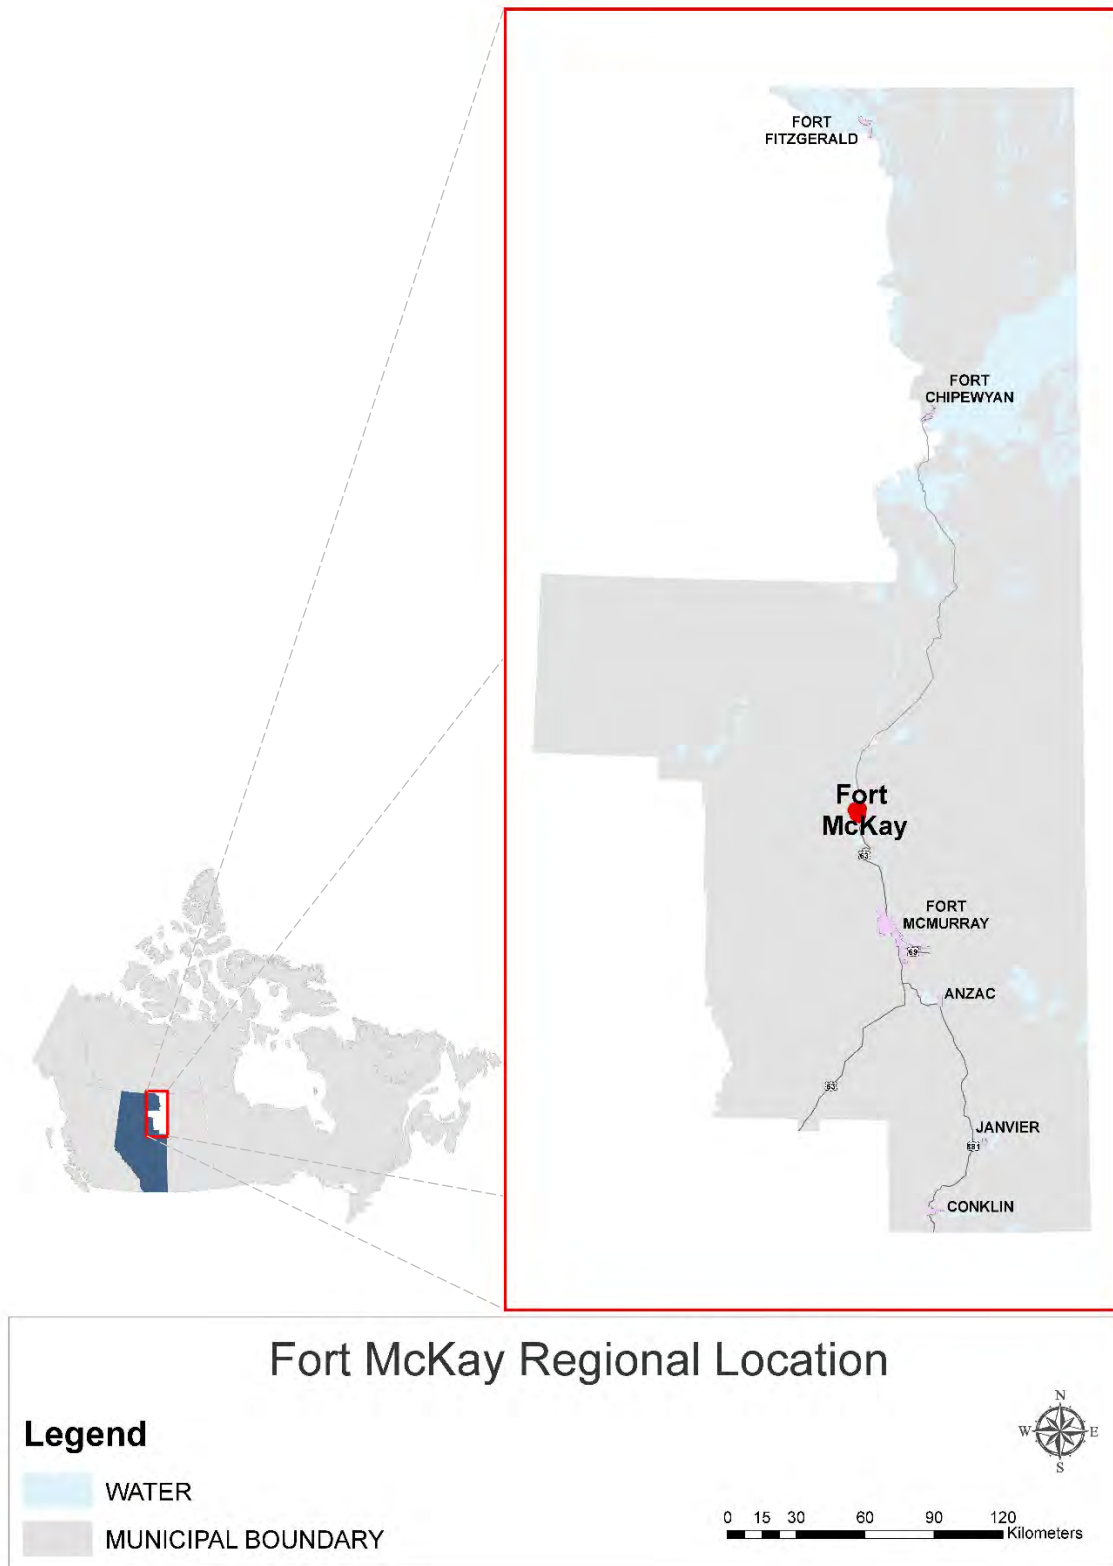 FORT
FITZGERALD
FORT
CHIPEWYAN
Fort
McKay
63
FORT
MCMURRAY
69
ANZAC
63
JANVIER
881
CONKLIN
Fort McKay Regional Location
Legend
WATER
MUNICIPAL BOUNDARY
N
W
E
S
0 15 30 60 90 120
Kilometers